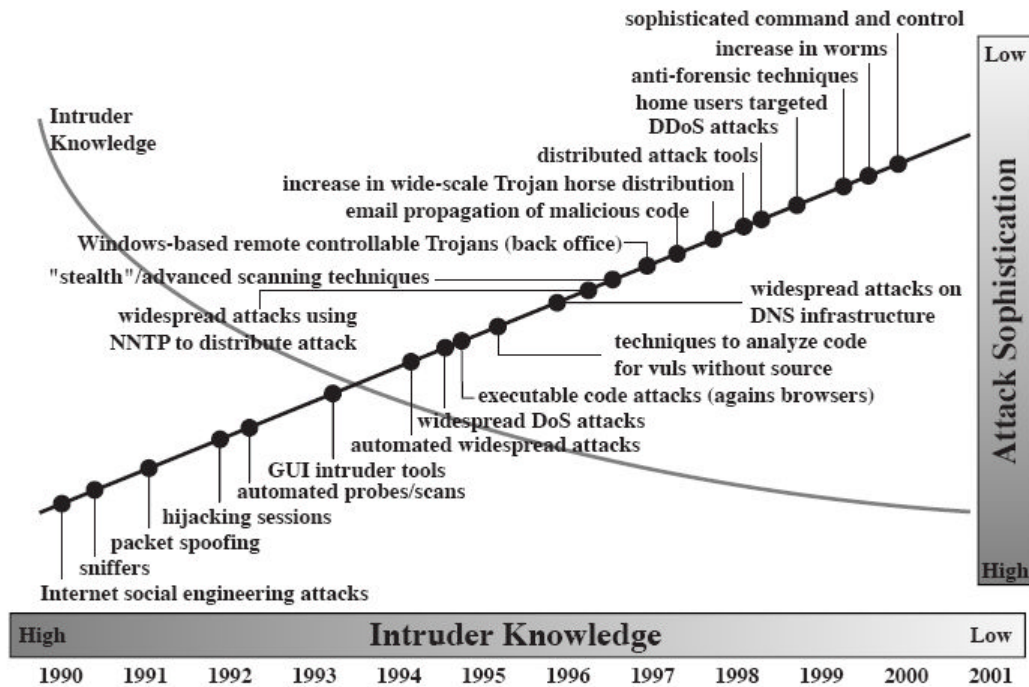 sophisticated command and control
increase in worms
anti-forensic techniques
home users targeted
DDoS attacks
distributed attack tools
increase in wide-scale Trojan horse distribution
email propagation of malicious code
Windows-based remote controllable Trojans (back office)
"stealth"/advanced scanning techniques
widespread attacks using
NNTP to distribute attack
widespread attacks on
DNS infrastructure
techniques to analyze code
for vuls without source
executable code attacks (agains browsers)
widespread DoS attacks
automated widespread attacks
GUI intruder tools
automated probes/scans
hijacking sessions
packet spoofing
sniffers
Internet social engineering attacks
Intruder
Knowledge
Low
Attack Sophistication
High
High Intruder Knowledge Low
1990 1991 1992 1993 1994 1995 1996 1997 1998 1999 2000 2001